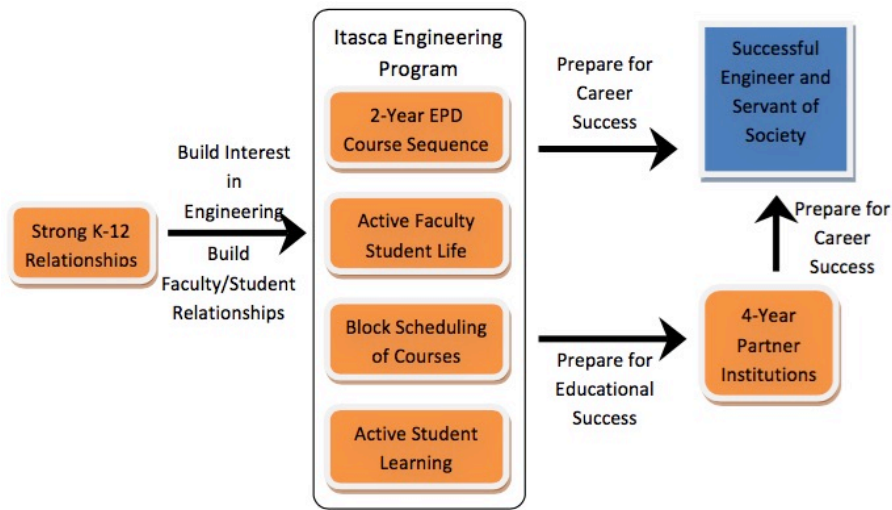 Strong K-12
Relationships
Build Interest
in
Engineering
Build
Faculty/Student
Relationships
Itasca Engineering
Program
2-Year EPD
Course Sequence
Active Faculty
Student Life
Block Scheduling
of Courses
Active Student
Learning
Prepare for
Career
Success
Successful
Engineer and
Servant of
Society
Prepare for
Educational
Success
4-Year
Partner
Institutions
Prepare for
Career
Success